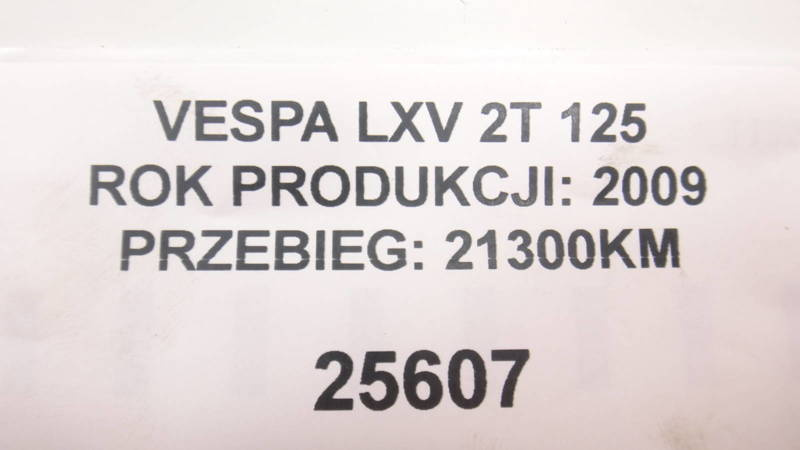 VESPA LXV 2T 125
ROK PRODUKCJI: 2009
PRZEBIEG: 21300KM
25607